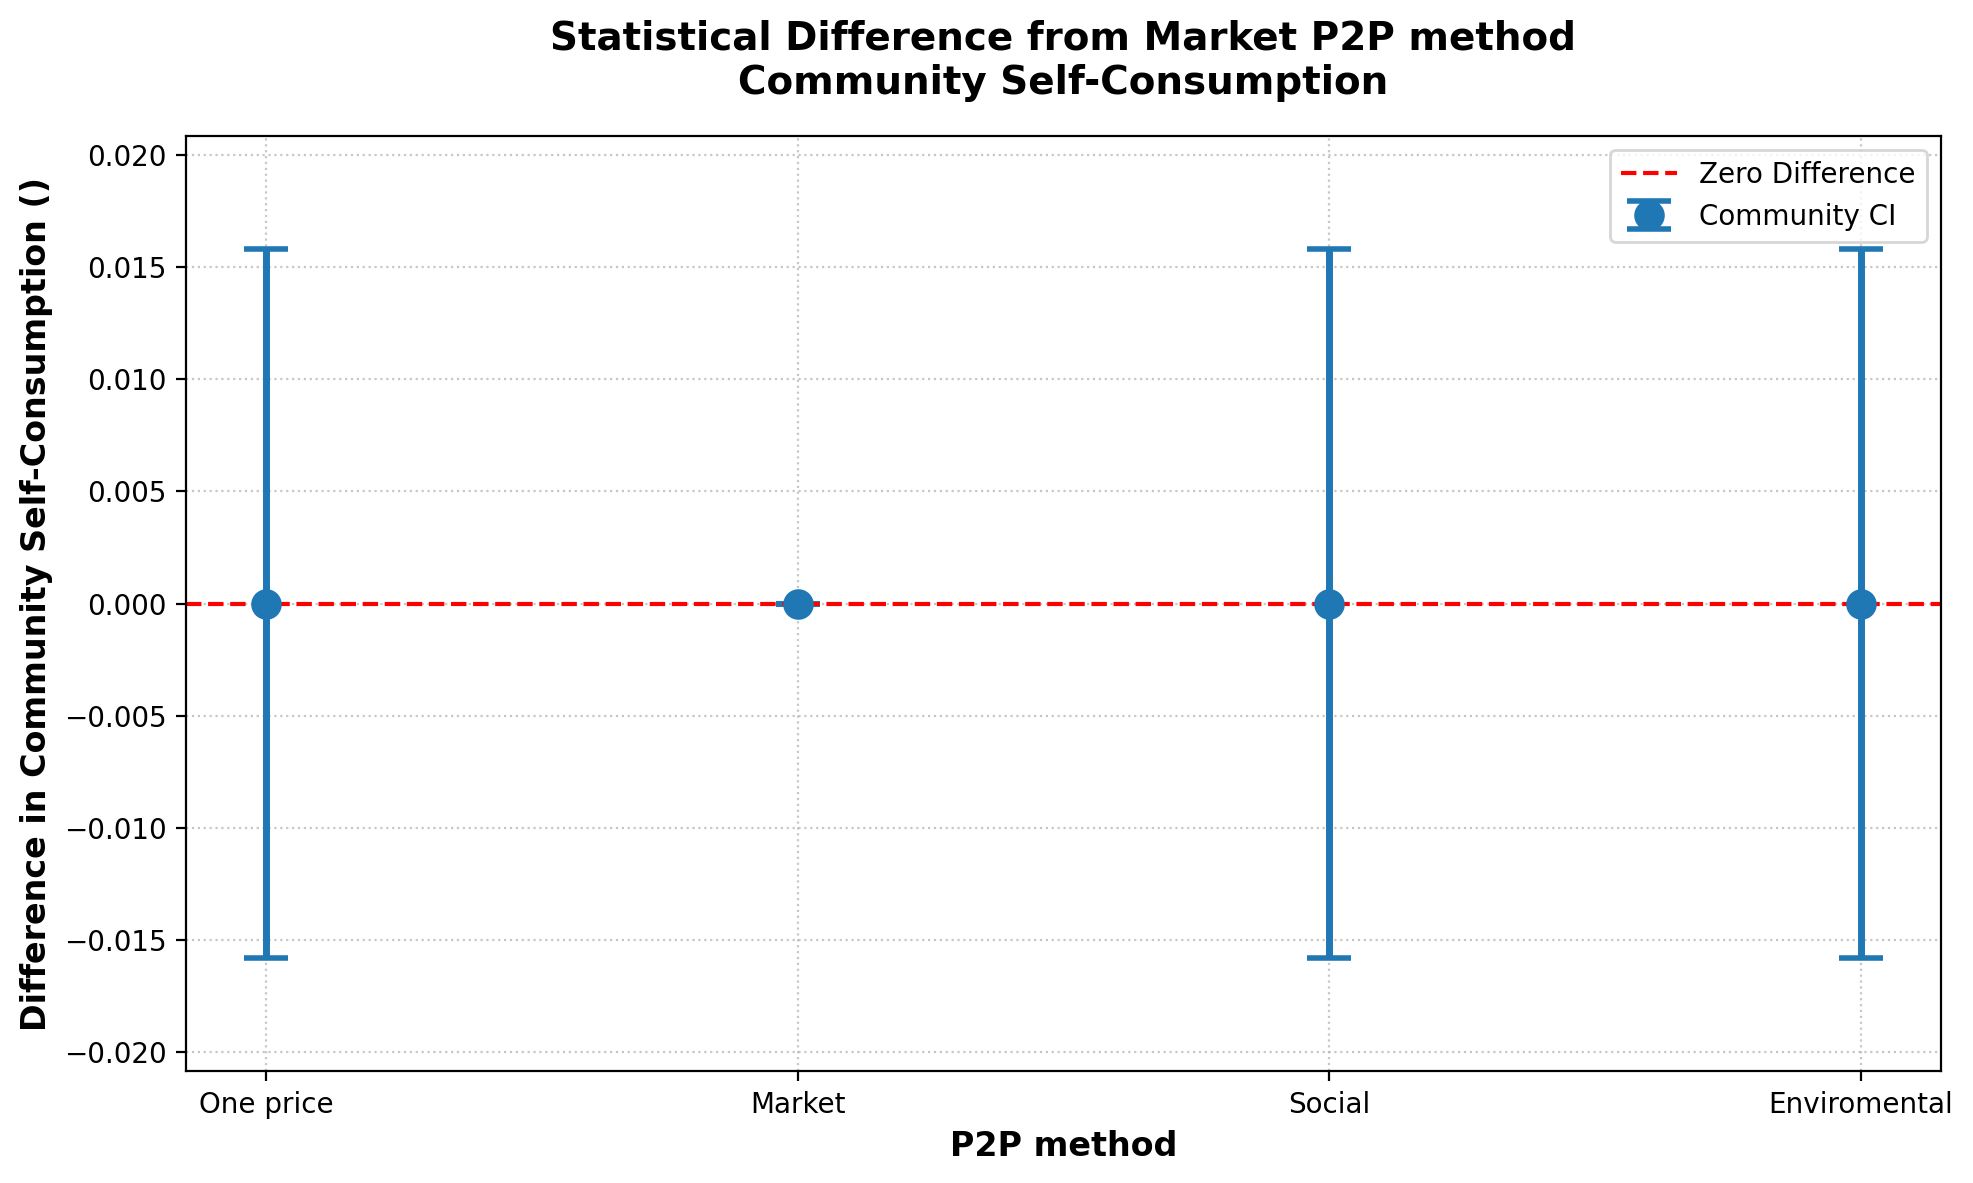 Statistical Difference from Market P2P method
Community Self-Consumption
Difference in Community Self-Consumption ()
0.020
0.015
0.010
0.005
0.000
−0.005
−0.010
−0.015
−0.020
Zero Difference
Community CI
One price
Market
Social
Enviromental
P2P method